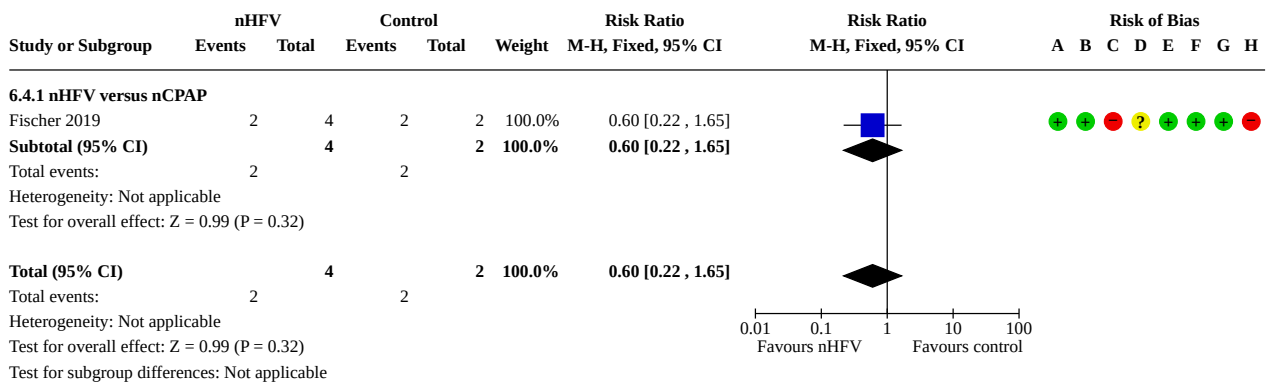 nHFV Control Risk Ratio Risk Ratio Risk of Bias
Study or Subgroup Events Total Events Total Weight M-H, Fixed, 95% CI M-H, Fixed, 95% CI A B C D E F G H
6.4.1 nHFV versus nCPAP
Fischer 2019 2 4 2 2 100.0% 0.60 [0.22 , 1.65] + + − ? + + + −
Subtotal (95% CI) 4 2 100.0% 0.60 [0.22 , 1.65]
Total events: 2 2
Heterogeneity: Not applicable
Test for overall effect: Z = 0.99 (P = 0.32)
Total (95% CI) 4 2 100.0% 0.60 [0.22 , 1.65]
Total events: 2 2
Heterogeneity: Not applicable
0.01 0.1 1 10 100
Test for overall effect: Z = 0.99 (P = 0.32) Favours nHFV Favours control
Test for subgroup differences: Not applicable